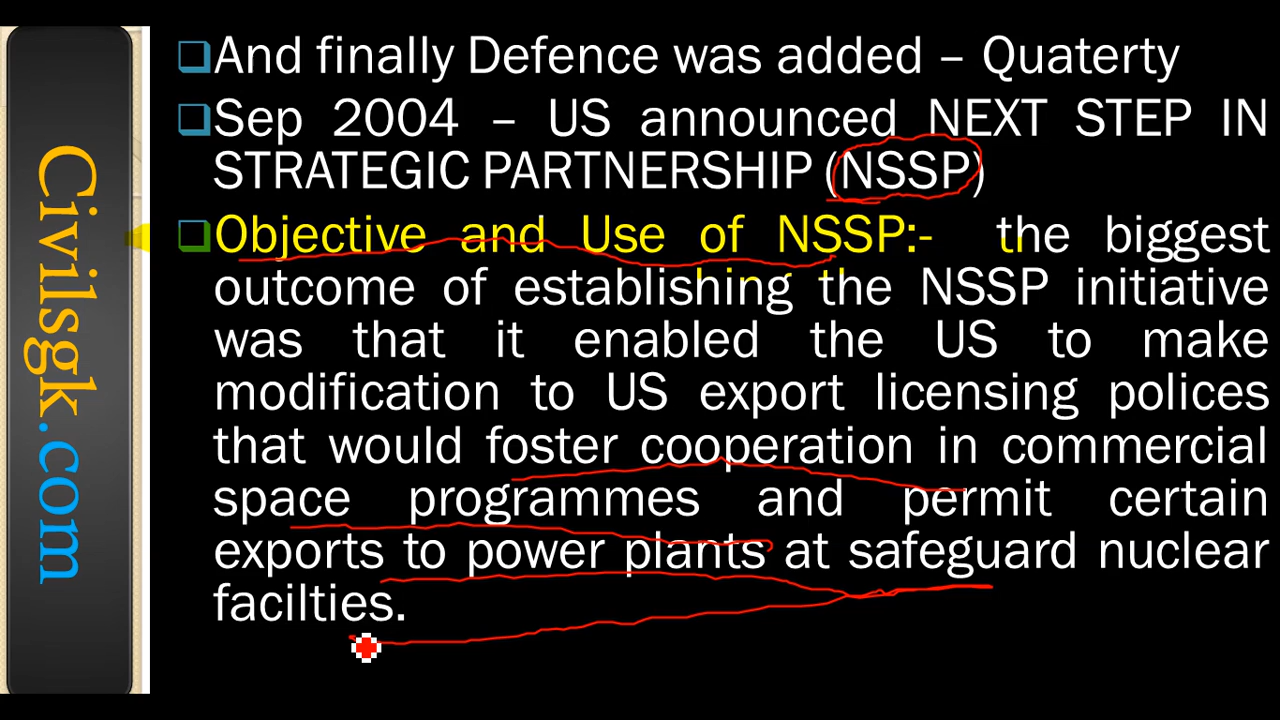 Civilsgk.com
And finally Defence was added – Quaterty
Sep 2004 – US announced NEXT STEP IN
STRATEGIC PARTNERSHIP (NSSP)
Objective and Use of NSSP:- the biggest
outcome of establishing the NSSP initiative
was that it enabled the US to make
modification to US export licensing polices
that would foster cooperation in commercial
space programmes and permit certain
exports to power plants at safeguard nuclear
facilties.